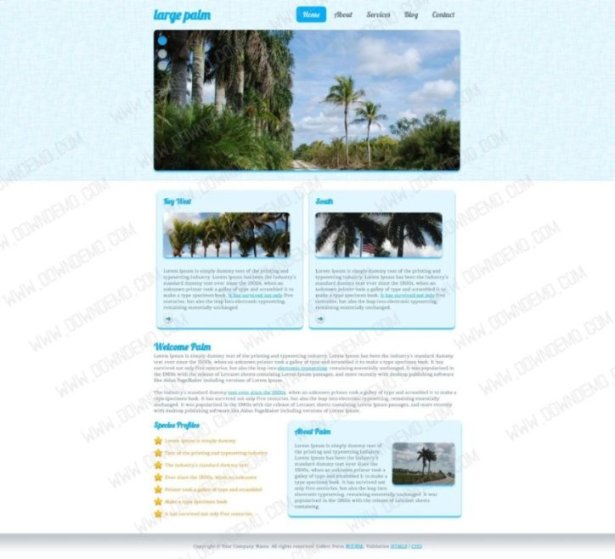 large palm
Home About Services Blog Contact
Key West
Lorem Ipsum is simply dummy text of the printing and
typesetting industry. Lorem Ipsum has been the industry's
standard dummy text ever since the 1500s, when an
unknown printer took a galley of type and scrambled it to
make a type specimen book. It has survived not only five
centuries, but also the leap into electronic typesetting,
remaining essentially unchanged.
South
Lorem Ipsum is simply dummy text of the printing and
typesetting industry. Lorem Ipsum has been the industry's
standard dummy text ever since the 1500s, when an
unknown printer took a galley of type and scrambled it to
make a type specimen book. It has survived not only five
centuries, but also the leap into electronic typesetting,
remaining essentially unchanged.
Welcome Palm
Lorem Ipsum is simply dummy text of the printing and typesetting industry. Lorem Ipsum has been the industry's standard dummy
text ever since the 1500s, when an unknown printer took a galley of type and scrambled it to make a type specimen book. It has
survived not only five centuries, but also the leap into electronic typesetting, remaining essentially unchanged. It was popularised in
the 1960s with the release of Letraset sheets containing Lorem Ipsum passages, and more recently with desktop publishing software
like Aldus PageMaker including versions of Lorem Ipsum.
The industry's standard dummy text ever since the 1500s, when an unknown printer took a galley of type and scrambled it to make a
type specimen book. It has survived not only five centuries, but also the leap into electronic typesetting, remaining essentially
unchanged. It was popularised in the 1960s with the release of Letraset sheets containing Lorem Ipsum passages, and more recently
with desktop publishing software like Aldus PageMaker including versions of Lorem Ipsum.
Species Profiles
Lorem Ipsum is simply dummy
Text of the printing and typesetting industry
The industry's standard dummy text
Ever since the 1500s, when an unknown
Printer took a galley of type and scrambled
Make a type specimen book
It has survived not only five centuries
About Palm
Lorem Ipsum is simply dummy text of
the printing and typesetting industry.
Lorem Ipsum has been the industry's
standard dummy text ever since the
1500s, when an unknown printer took a
galley of type and scrambled it to make a
type specimen book. It has survived not
only five centuries, but also the leap into
electronic typesetting, remaining essentially unchanged. It was
popularised in the 1960s with the release of Letraset sheets
containing.
Copyright © Your Company Name. All rights reserved. Collect from Validation HTML5 | CSS3
WWW.DOWNDEMO.COM